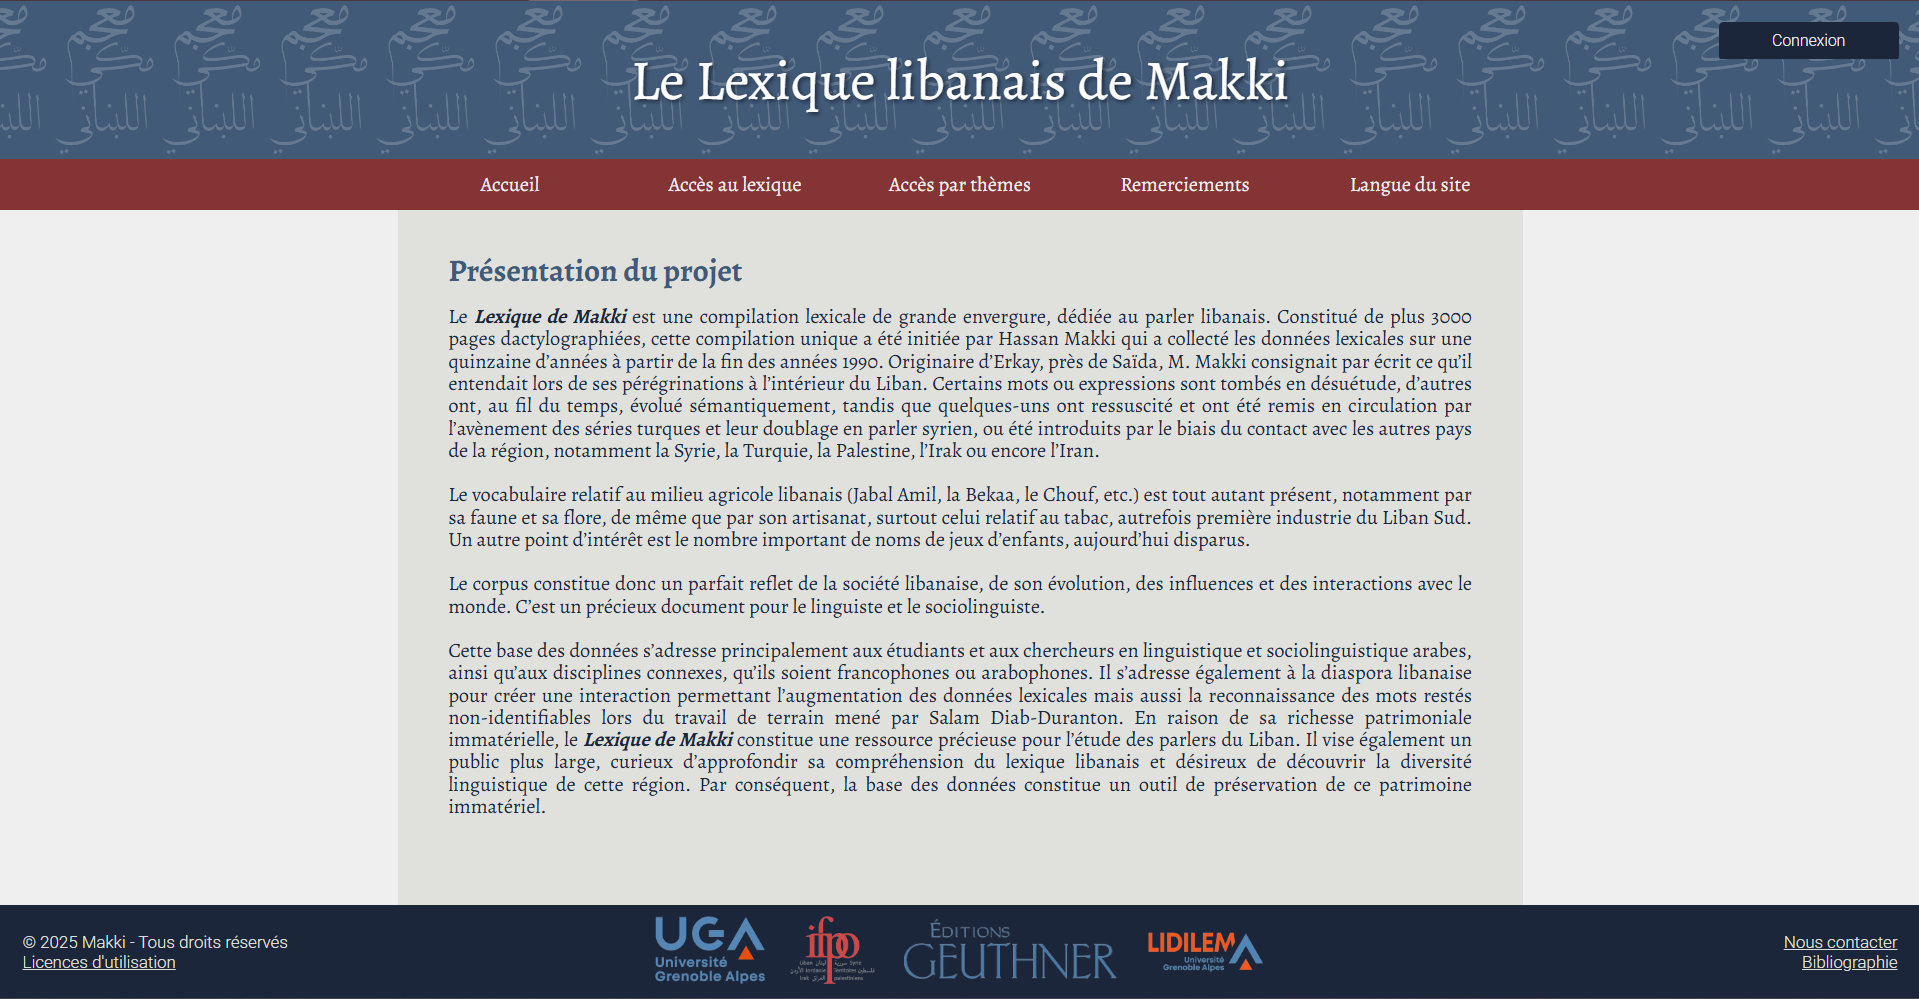 معجم مكي اللبناني
Connexion
Le Lexique libanais de Makki
Accueil
Accès au lexique
Accès par thèmes
Remerciements
Langue du site
Présentation du projet
Le Lexique de Makki est une compilation lexicale de grande envergure, dédiée au parler libanais. Constitué de plus 3000
pages dactylographiées, cette compilation unique a été initiée par Hassan Makki qui a collecté les données lexicales sur une
quinzaine d’années à partir de la fin des années 1990. Originaire d’Erkay, près de Saïda, M. Makki consignait par écrit ce qu’il
entendait lors de ses pérégrinations à l’intérieur du Liban. Certains mots ou expressions sont tombés en désuétude, d’autres
ont, au fil du temps, évolué sémantiquement, tandis que quelques-uns ont ressuscité et ont été remis en circulation par
l’avènement des séries turques et leur doublage en parler syrien, ou été introduits par le biais du contact avec les autres pays
de la région, notamment la Syrie, la Turquie, la Palestine, l’Irak ou encore l’Iran.
Le vocabulaire relatif au milieu agricole libanais (Jabal Amil, la Bekaa, le Chouf, etc.) est tout autant présent, notamment par
sa faune et sa flore, de même que par son artisanat, surtout celui relatif au tabac, autrefois première industrie du Liban Sud.
Un autre point d’intérêt est le nombre important de noms de jeux d’enfants, aujourd’hui disparus.
Le corpus constitue donc un parfait reflet de la société libanaise, de son évolution, des influences et des interactions avec le
monde. C’est un précieux document pour le linguiste et le sociolinguiste.
Cette base des données s’adresse principalement aux étudiants et aux chercheurs en linguistique et sociolinguistique arabes,
ainsi qu’aux disciplines connexes, qu’ils soient francophones ou arabophones. Il s’adresse également à la diaspora libanaise
pour créer une interaction permettant l’augmentation des données lexicales mais aussi la reconnaissance des mots restés
non-identifiables lors du travail de terrain mené par Salam Diab-Duranton. En raison de sa richesse patrimoniale
immatérielle, le Lexique de Makki constitue une ressource précieuse pour l’étude des parlers du Liban. Il vise également un
public plus large, curieux d’approfondir sa compréhension du lexique libanais et désireux de découvrir la diversité
linguistique de cette région. Par conséquent, la base des données constitue un outil de préservation de ce patrimoine
immatériel.
© 2025 Makki - Tous droits réservés
Licences d'utilisation
UGA
Université
Grenoble Alpes
ifpo
ÉDITIONS
GEUTHNER
LIDILEM
Université
Grenoble Alpes
Nous contacter
Bibliographie